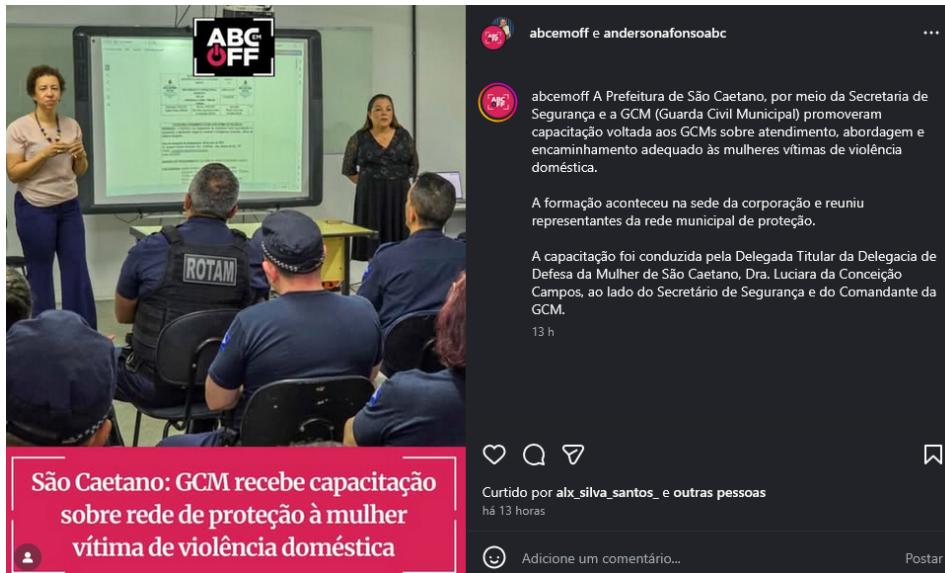 ABC EM
OFF
ROTAM
São Caetano: GCM recebe capacitação
sobre rede de proteção à mulher
vítima de violência doméstica
abcemoff e andersonafonsoabc
abcemoff A Prefeitura de São Caetano, por meio da Secretaria de
Segurança e a GCM (Guarda Civil Municipal) promoveram
capacitação voltada aos GCMs sobre atendimento, abordagem e
encaminhamento adequado às mulheres vítimas de violência
doméstica.
A formação aconteceu na sede da corporação e reuniu
representantes da rede municipal de proteção.
A capacitação foi conduzida pela Delegada Titular da Delegacia de
Defesa da Mulher de São Caetano, Dra. Luciara da Conceição
Campos, ao lado do Secretário de Segurança e do Comandante da
GCM.
13 h
Curtido por alx_silva_santos_ e outras pessoas
há 13 horas
Adicione um comentário...
Postar